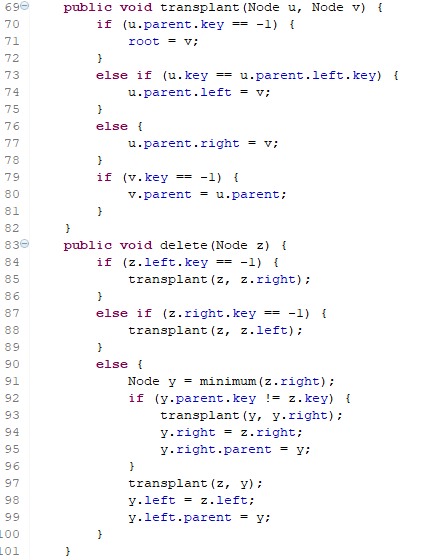 69 public void transplant(Node u, Node v) {
70 if (u.parent.key == -1) {
71 root = v;
72 }
73 else if (u.key == u.parent.left.key) {
74 u.parent.left = v;
75 }
76 else {
77 u.parent.right = v;
78 }
79 if (v.key == -1) {
80 v.parent = u.parent;
81 }
82 }
83 public void delete(Node z) {
84 if (z.left.key == -1) {
85 transplant(z, z.right);
86 }
87 else if (z.right.key == -1) {
88 transplant(z, z.left);
89 }
90 else {
91 Node y = minimum(z.right);
92 if (y.parent.key != z.key) {
93 transplant(y, y.right);
94 y.right = z.right;
95 y.right.parent = y;
96 }
97 transplant(z, y);
98 y.left = z.left;
99 y.left.parent = y;
100 }
101 }